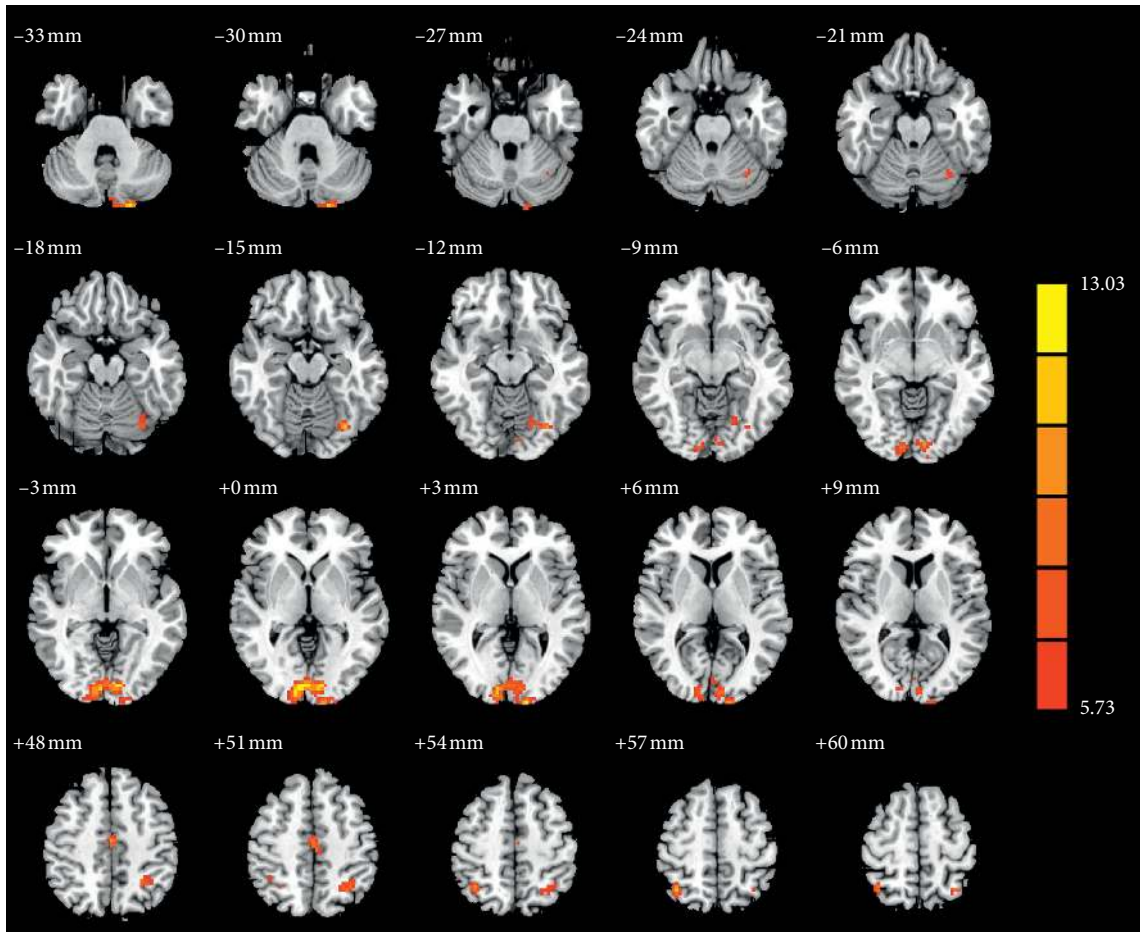 –33 mm
–30 mm
–27 mm
–24 mm
–21 mm
–18 mm
–15 mm
–12 mm
–9 mm
–6 mm
13.03
–3 mm
+0 mm
+3 mm
+6 mm
+9 mm
5.73
+48 mm
+51 mm
+54 mm
+57 mm
+60 mm